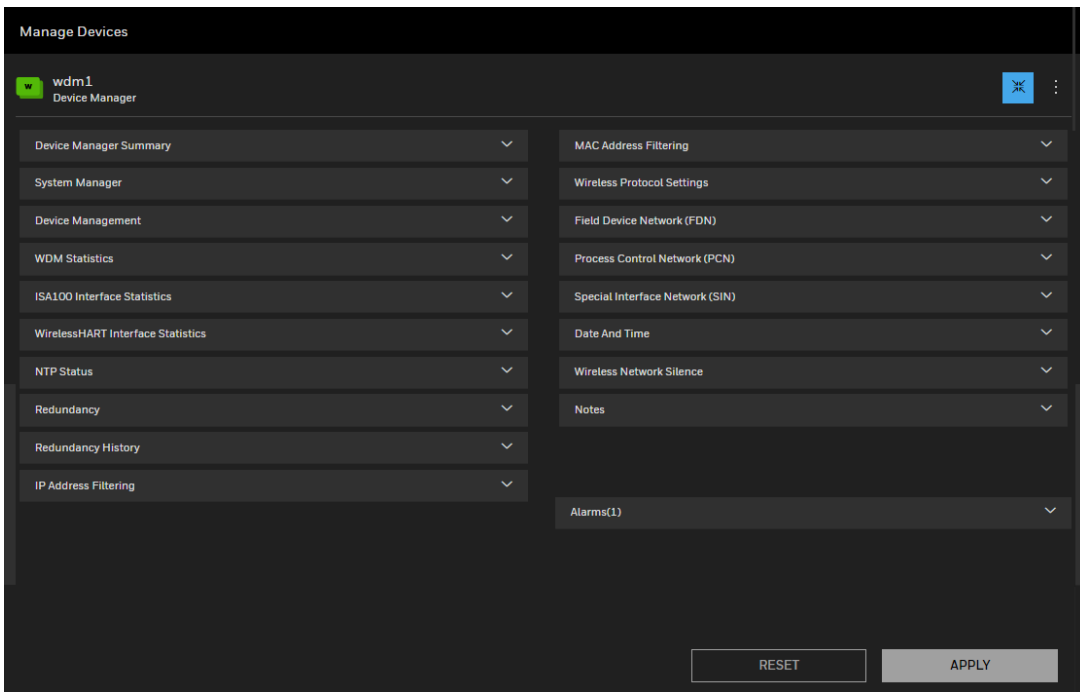 Manage Devices
w
wdm1
Device Manager
Device Manager Summary
System Manager
Device Management
WDM Statistics
ISA100 Interface Statistics
WirelessHART Interface Statistics
NTP Status
Redundancy
Redundancy History
IP Address Filtering
MAC Address Filtering
Wireless Protocol Settings
Field Device Network (FDN)
Process Control Network (PCN)
Special Interface Network (SIN)
Date And Time
Wireless Network Silence
Notes
Alarms(1)
RESET
APPLY